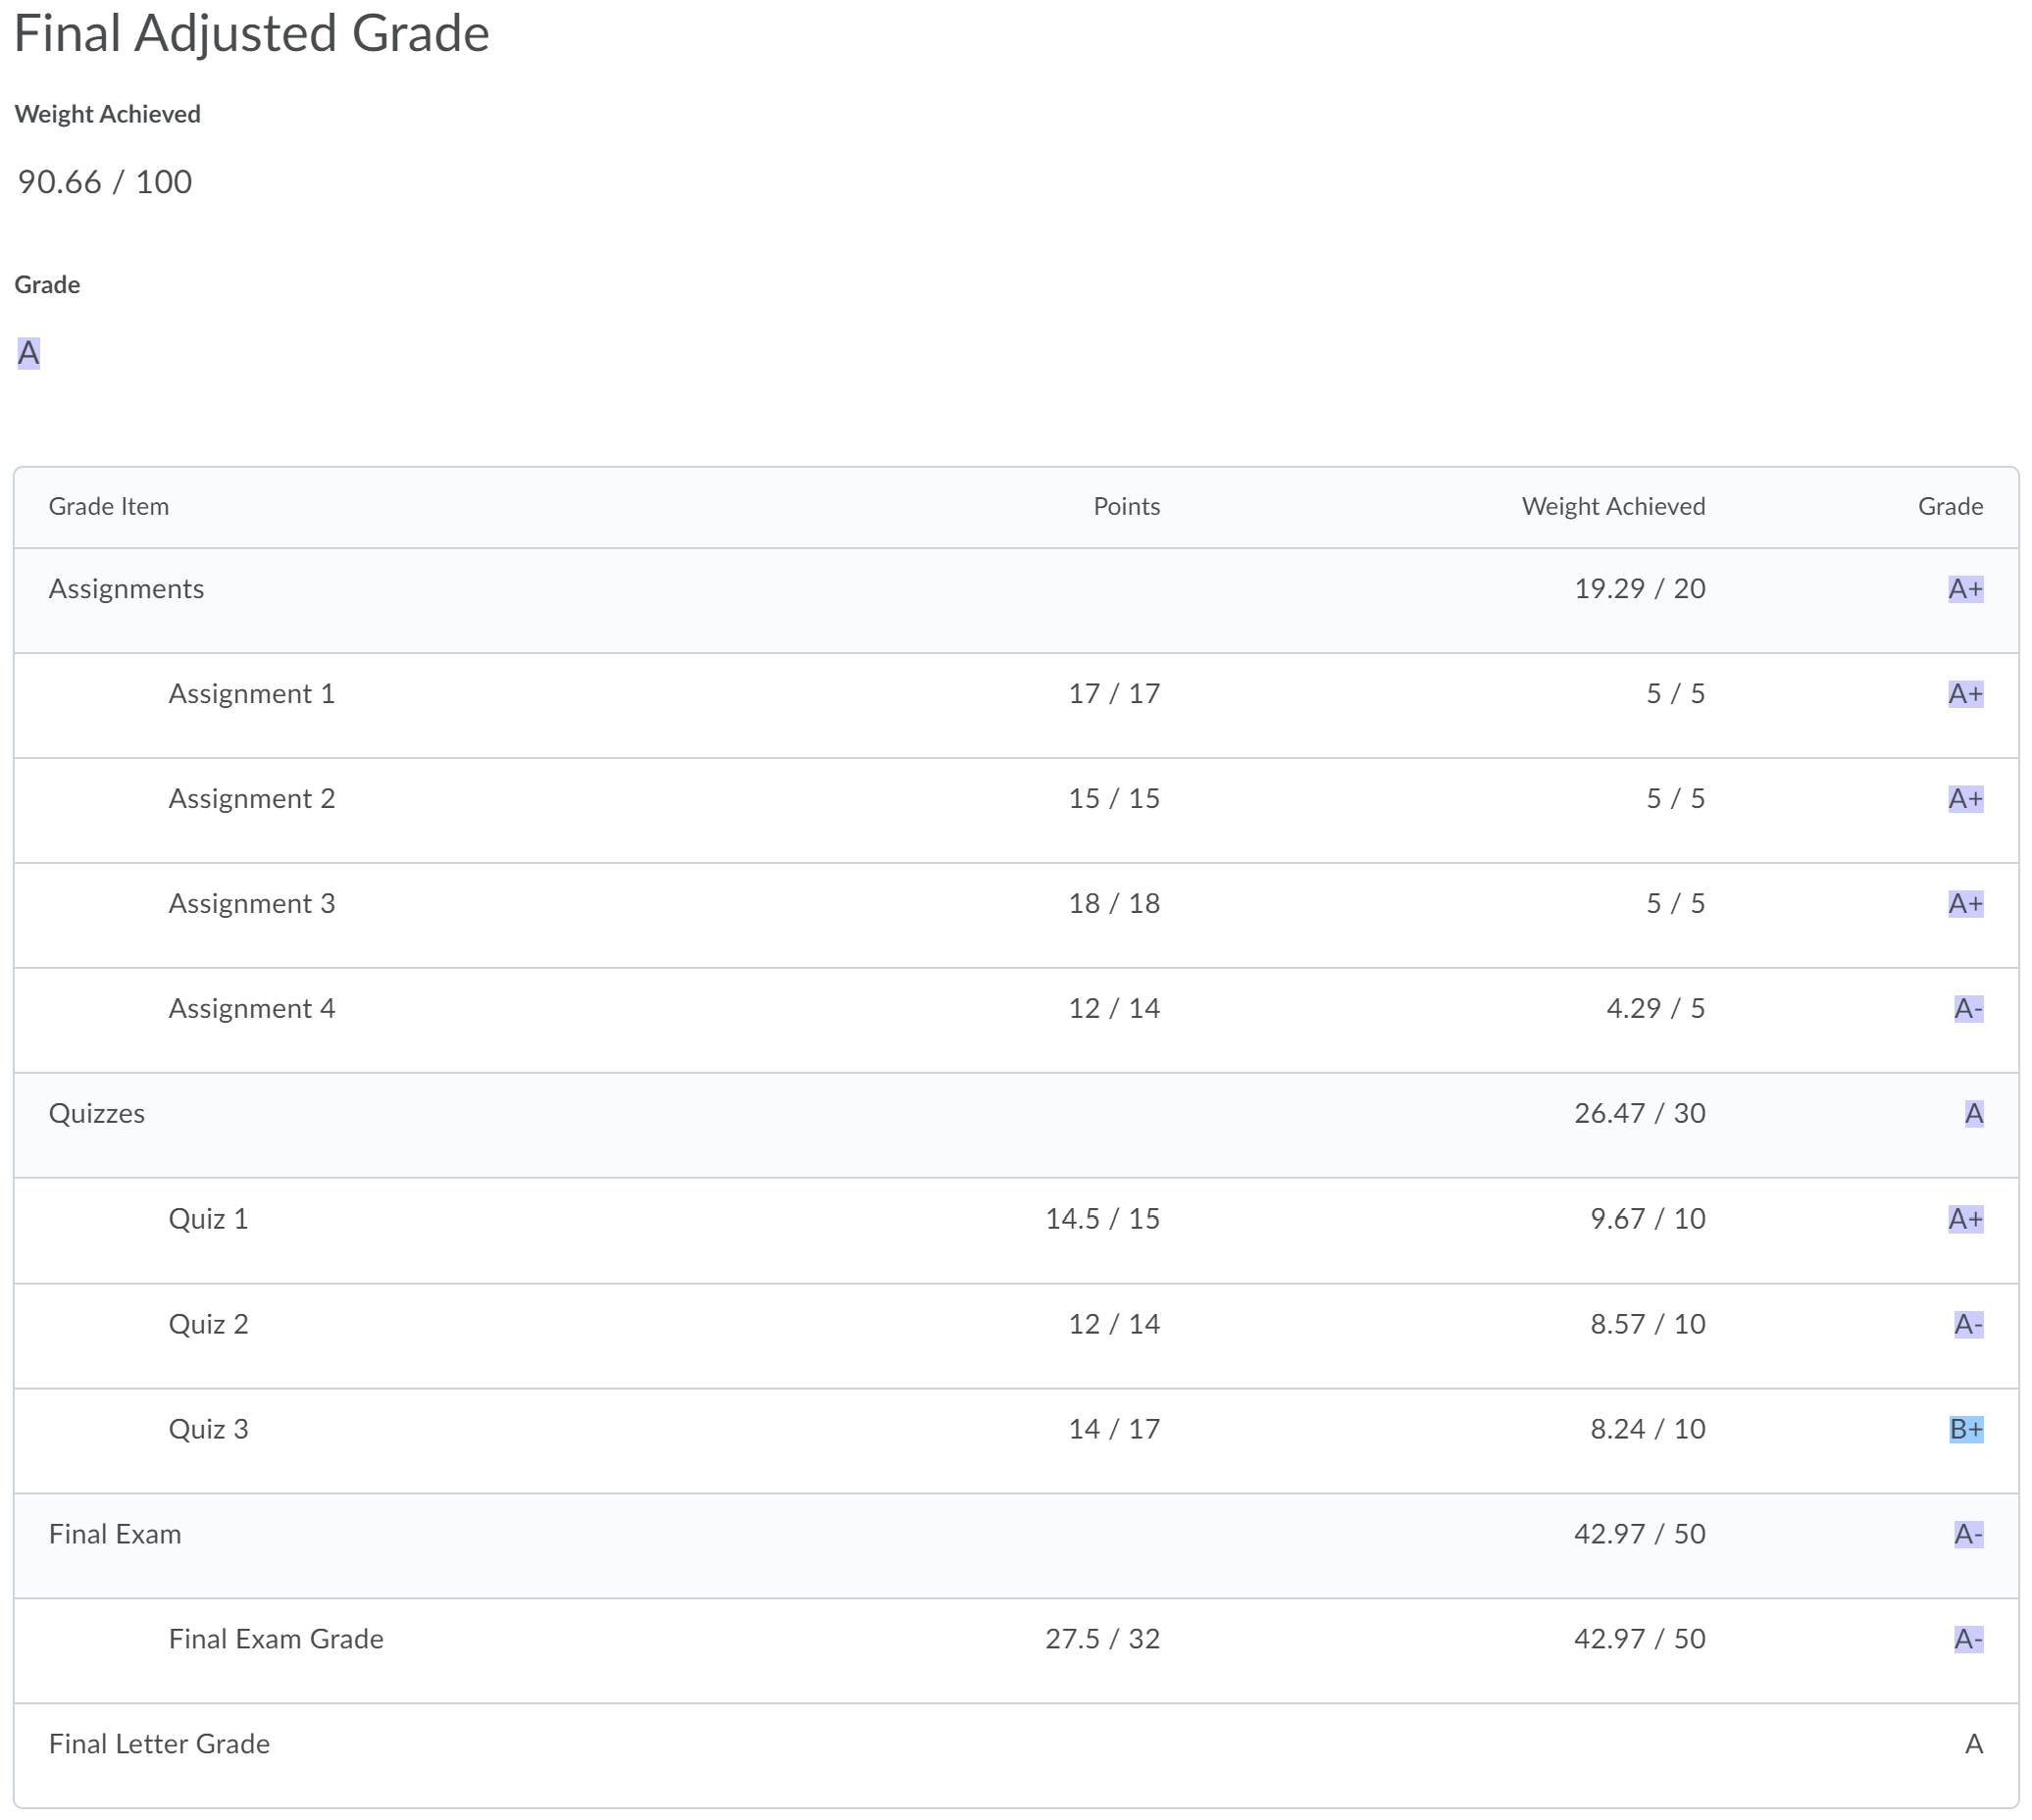 Final Adjusted Grade
Weight Achieved
90.66 / 100
Grade
A
Grade Item Points Weight Achieved Grade
Assignments 19.29 / 20 A+
Assignment 1 17 / 17 5 / 5 A+
Assignment 2 15 / 15 5 / 5 A+
Assignment 3 18 / 18 5 / 5 A+
Assignment 4 12 / 14 4.29 / 5 A-
Quizzes 26.47 / 30 A
Quiz 1 14.5 / 15 9.67 / 10 A+
Quiz 2 12 / 14 8.57 / 10 A-
Quiz 3 14 / 17 8.24 / 10 B+
Final Exam 42.97 / 50 A-
Final Exam Grade 27.5 / 32 42.97 / 50 A-
Final Letter Grade A